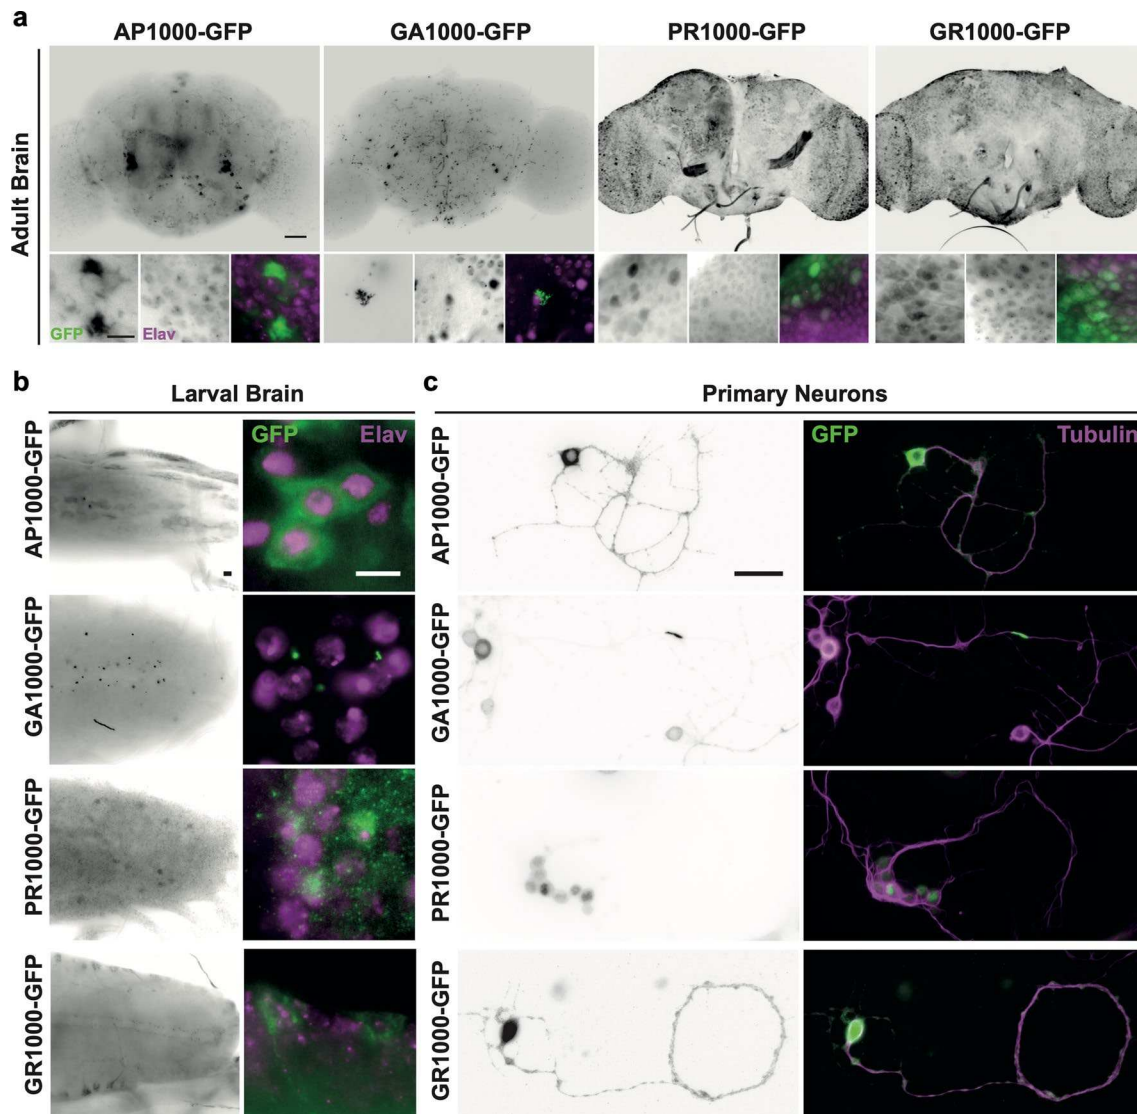 a
AP1000-GFP GA1000-GFP PR1000-GFP GR1000-GFP
Adult Brain
GFP Elav
b
Larval Brain
c
Primary Neurons
AP1000-GFP
GFP Elav
AP1000-GFP
GFP Tubulin
GA1000-GFP
GA1000-GFP
PR1000-GFP
PR1000-GFP
GR1000-GFP
GR1000-GFP